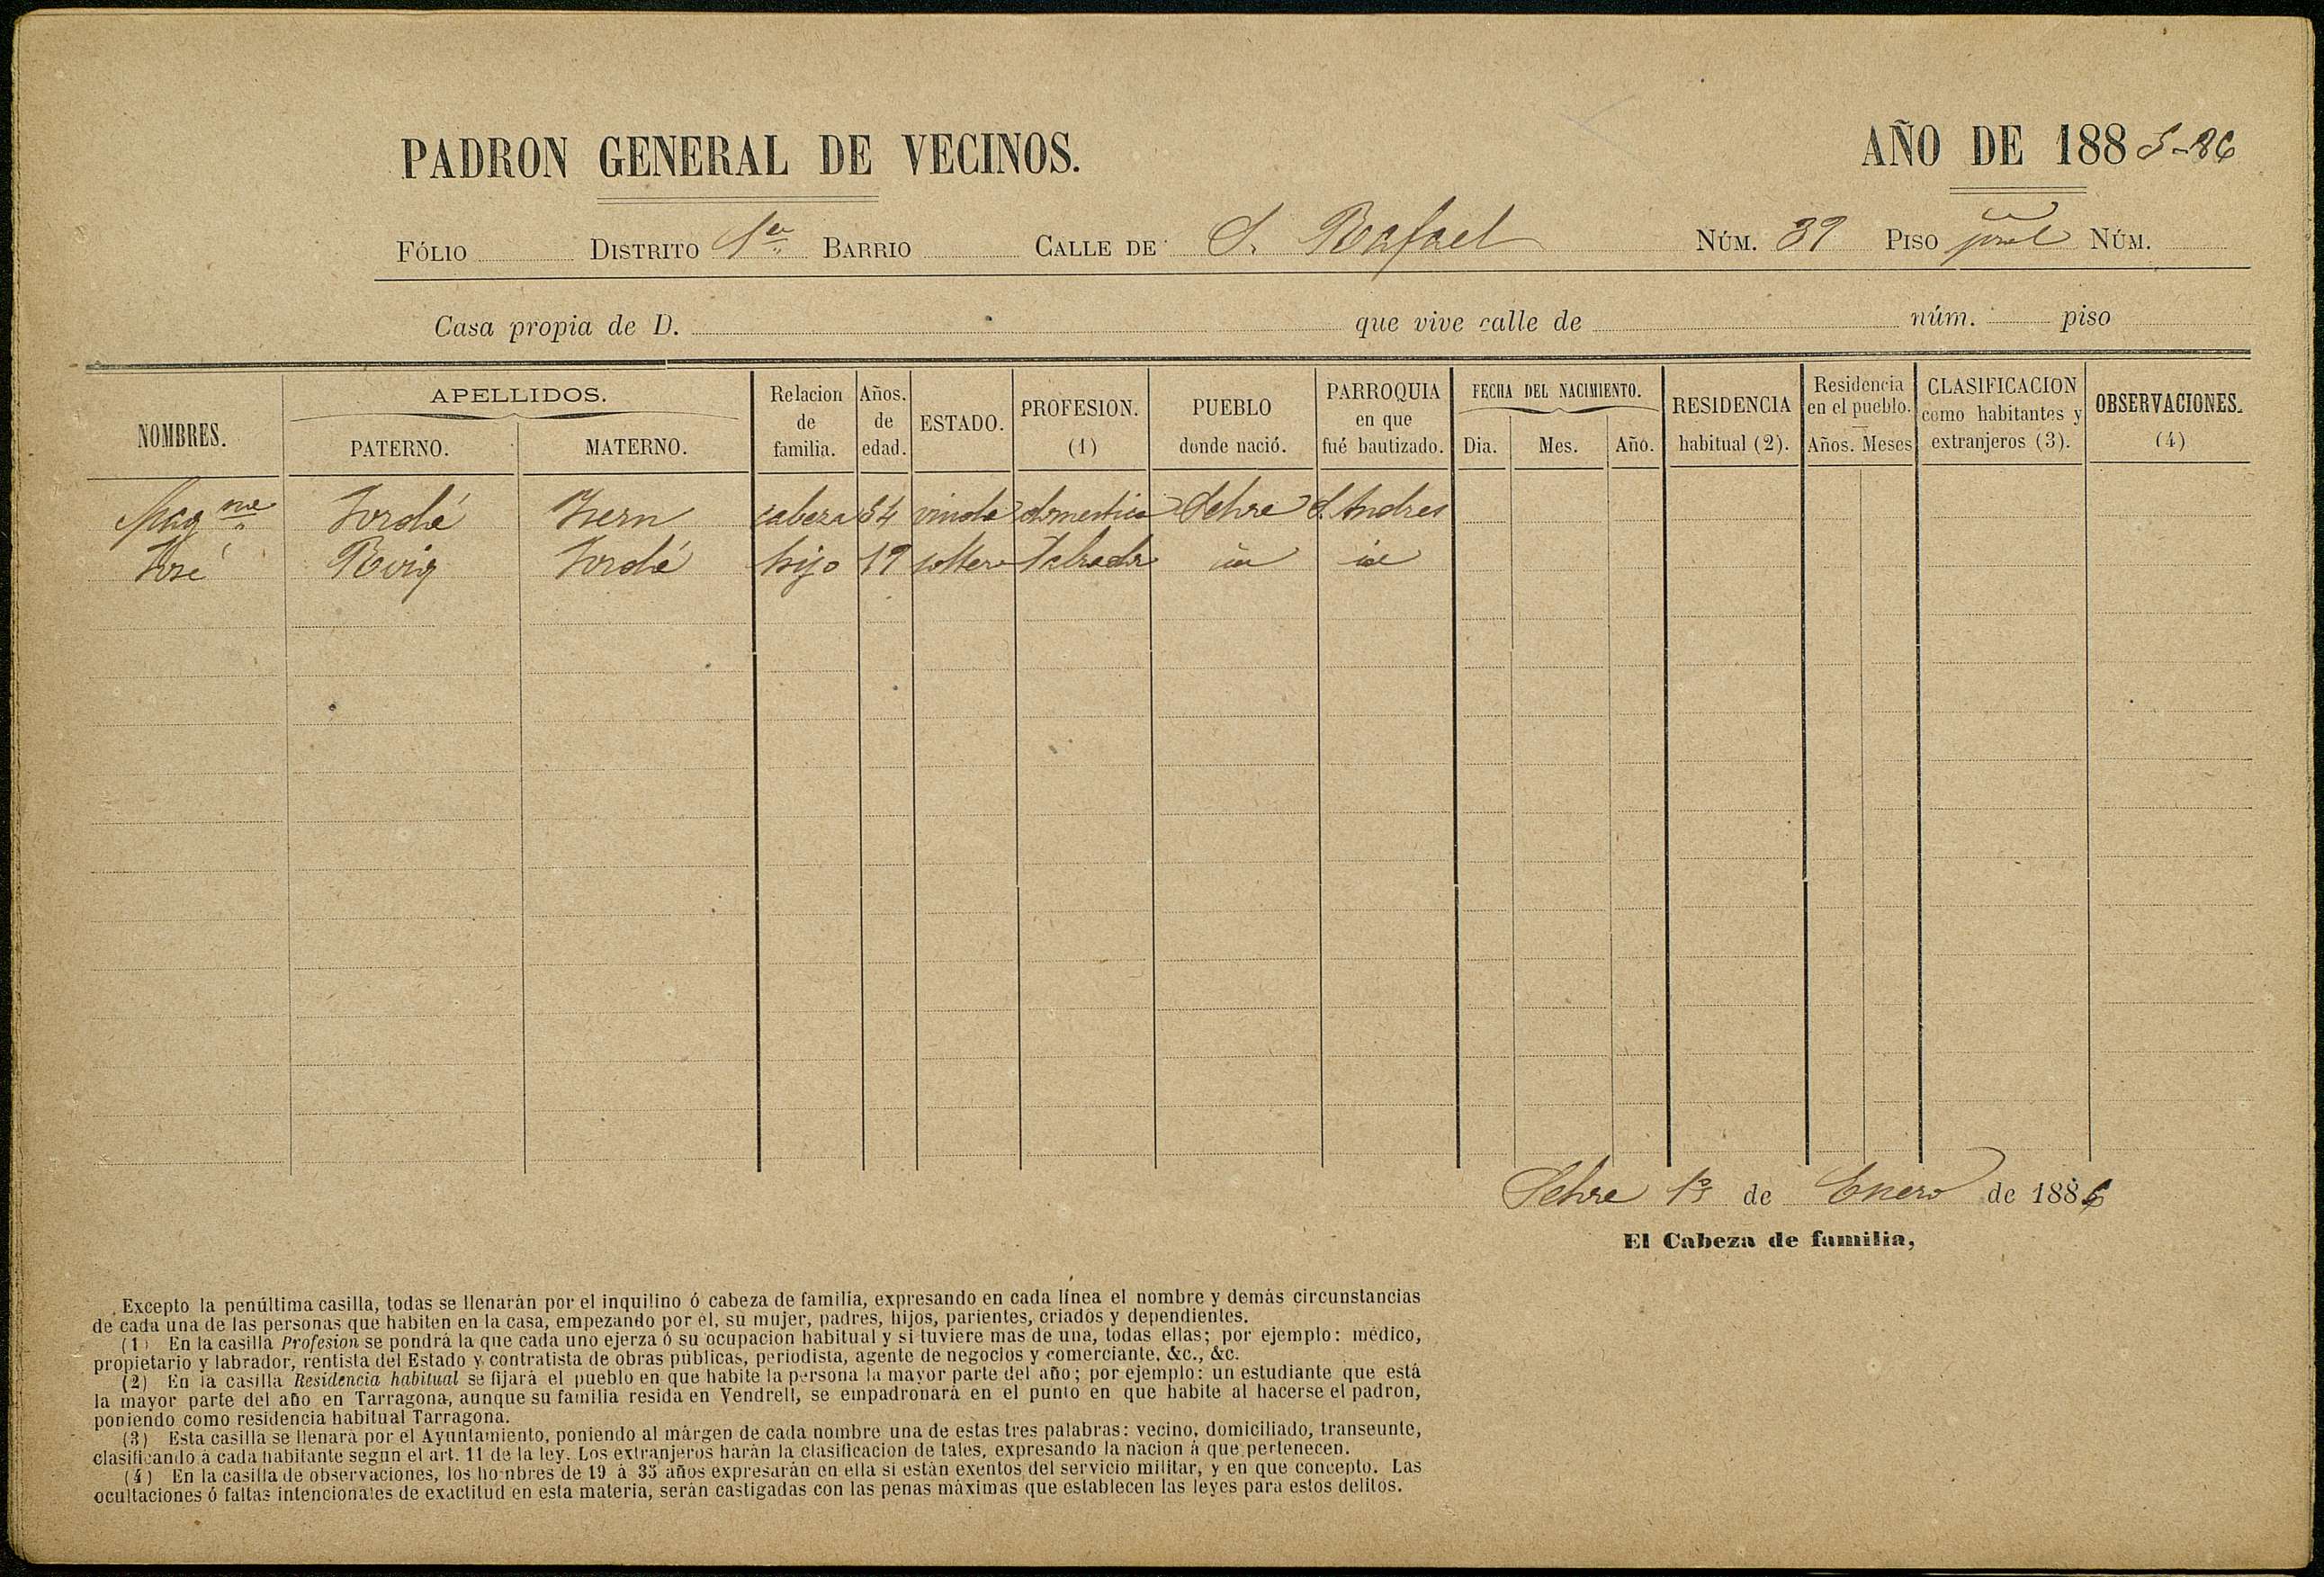 PADRON GENERAL DE VECINOS.
AÑO DE 1885-86
FÓLIO DISTRITO 1er BARRIO CALLE DE S. Rafael NÚM. 39 PISO NÚM.
Casa propia de D. que vive calle de núm. piso
NOMBRES. APELLIDOS. PATERNO. MATERNO. Relacion de familia. Años. de edad. ESTADO. PROFESION. (1) PUEBLO donde nació. PARROQUIA en que fué bautizado. FECHA DEL NACIMIENTO. Dia. Mes. Año. RESIDENCIA habitual (2). Residencia en el pueblo. Años. Meses CLASIFICACION como habitantes y extranjeros (3). OBSERVACIONES. (4)
Magne Jordé cabeza 54 viuda domestica Selva S. Andres
José Roig Jordé hijo 19 soltero labrador id id
Selva 1º de Enero de 1886
El Cabeza de familia,
Excepto la penúltima casilla, todas se llenarán por el inquilino ó cabeza de familia, expresando en cada línea el nombre y demás circunstancias
de cada una de las personas que habiten en la casa, empezando por él, su mujer, padres, hijos, parientes, criados y dependientes.
(1) En la casilla Profesion se pondrá la que cada uno ejerza ó su ocupacion habitual y si tuviere mas de una, todas ellas; por ejemplo: médico,
propietario y labrador, rentista del Estado y contratista de obras públicas, periodista, agente de negocios y comerciante, &c., &c.
(2) En la casilla Residencia habitual se fijará el pueblo en que habite la persona la mayor parte del año; por ejemplo: un estudiante que está
la mayor parte del año en Tarragona, aunque su familia resida en Vendrell, se empadronará en el punto en que habite al hacerse el padron,
poniendo como residencia habitual Tarragona.
(3) Esta casilla se llenará por el Ayuntamiento, poniendo al márgen de cada nombre una de estas tres palabras: vecino, domiciliado, transeunte,
clasificando á cada habitante segun el art. 11 de la ley. Los extranjeros harán la clasificacion de tales, expresando la nacion á que pertenecen.
(4) En la casilla de observaciones, los hombres de 19 á 35 años expresarán en ella si están exentos del servicio militar, y en que concepto. Las
ocultaciones ó faltas intencionales de exactitud en esta materia, serán castigadas con las penas máximas que establecen las leyes para estos delitos.